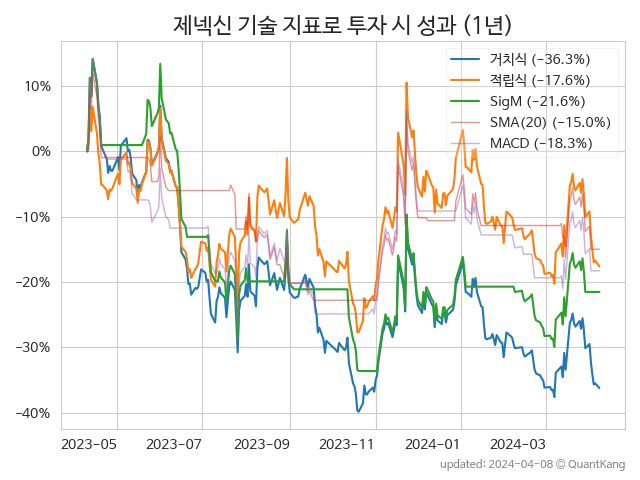 제넥신 기술 지표로 투자 시 성과 (1년)
거치식 (−36.3%)
적립식 (−17.6%)
SigM (−21.6%)
SMA(20) (−15.0%)
MACD (−18.3%)
10%
0%
−10%
−20%
−30%
−40%
2023-05 2023-07 2023-09 2023-11 2024-01 2024-03
updated: 2024-04-08 © QuantKang